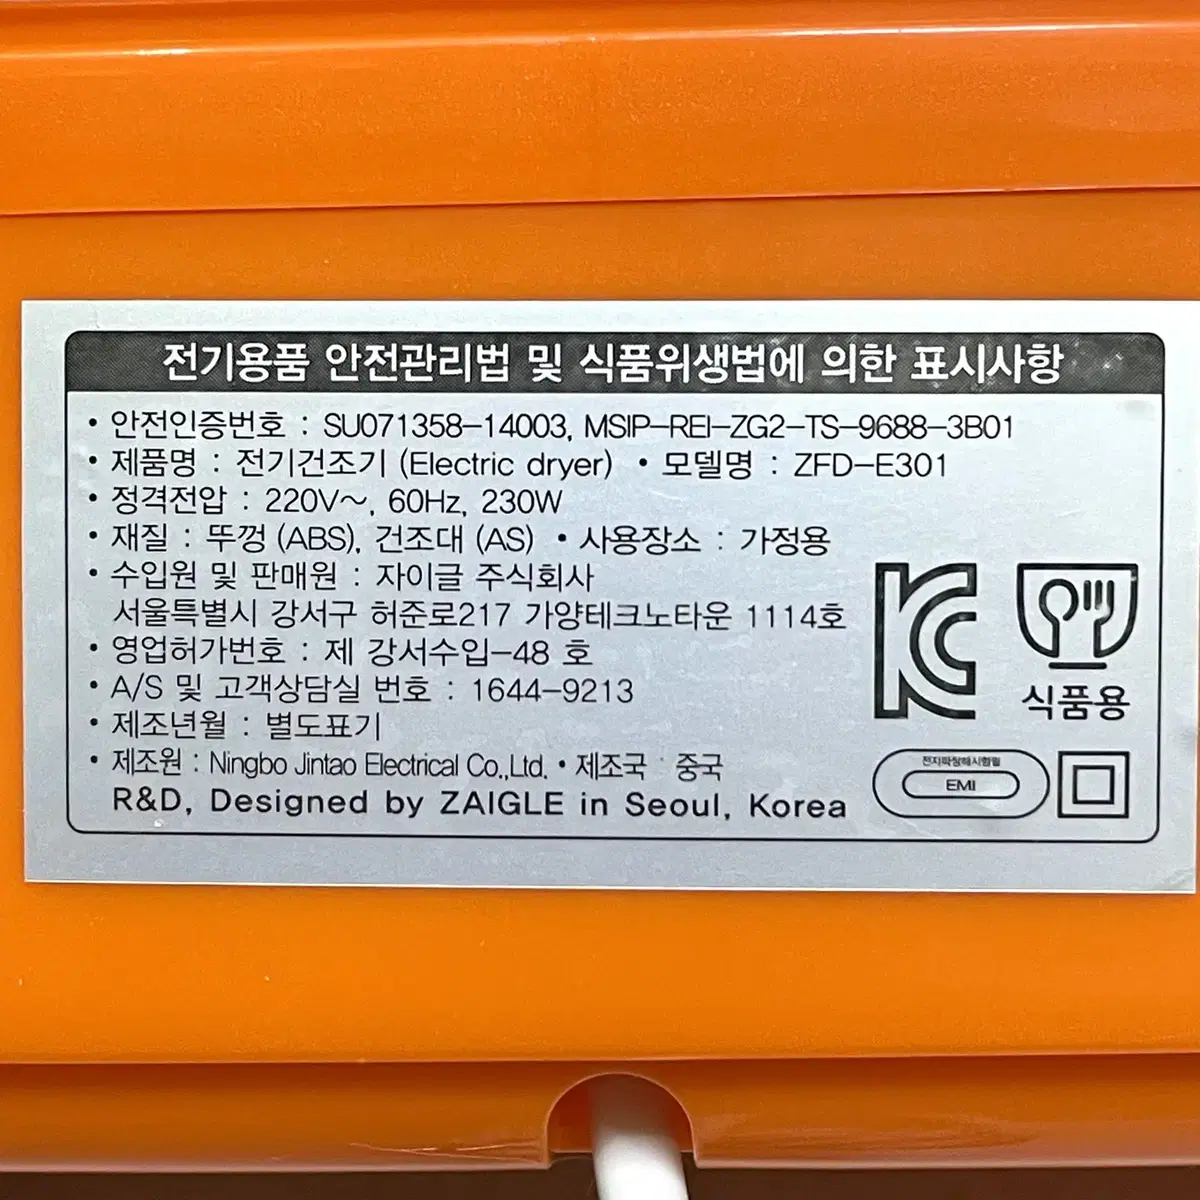 전기용품 안전관리법 및 식품위생법에 의한 표시사항
• 안전인증번호 : SU071358-14003, MSIP-REI-ZG2-TS-9688-3B01
• 제품명 : 전기건조기 (Electric dryer) • 모델명 : ZFD-E301
• 정격전압 : 220V~, 60Hz, 230W
• 재질 : 뚜껑 (ABS), 건조대 (AS) • 사용장소 : 가정용
• 수입원 및 판매원 : 자이글 주식회사
서울특별시 강서구 허준로217 가양테크노타운 1114호
• 영업허가번호 : 제 강서수입-48 호
• A/S 및 고객상담실 번호 : 1644-9213
• 제조년월 : 별도표기
• 제조원 : Ningbo Jintao Electrical Co.,Ltd. • 제조국 : 중국
R&D, Designed by ZAIGLE in Seoul, Korea
식품용
전자파장해시험필
EMI